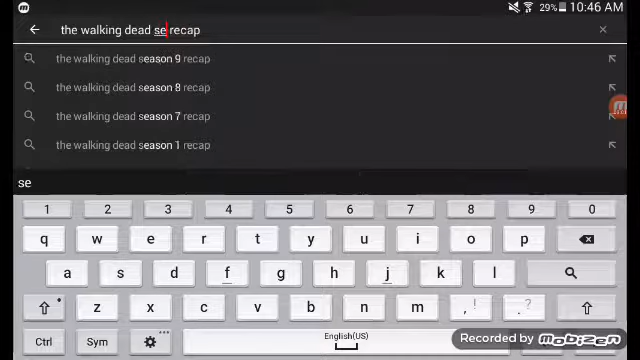 29% 10:46 AM
the walking dead se recap
the walking dead season 9 recap
the walking dead season 8 recap
the walking dead season 7 recap
the walking dead season 1 recap
se
1 2 3 4 5 6 7 8 9 0
q w e r t y u i o p
a s d f g h j k l
z x c v b n m , ! . ?
Ctrl Sym English(US)
Recorded by mobizen